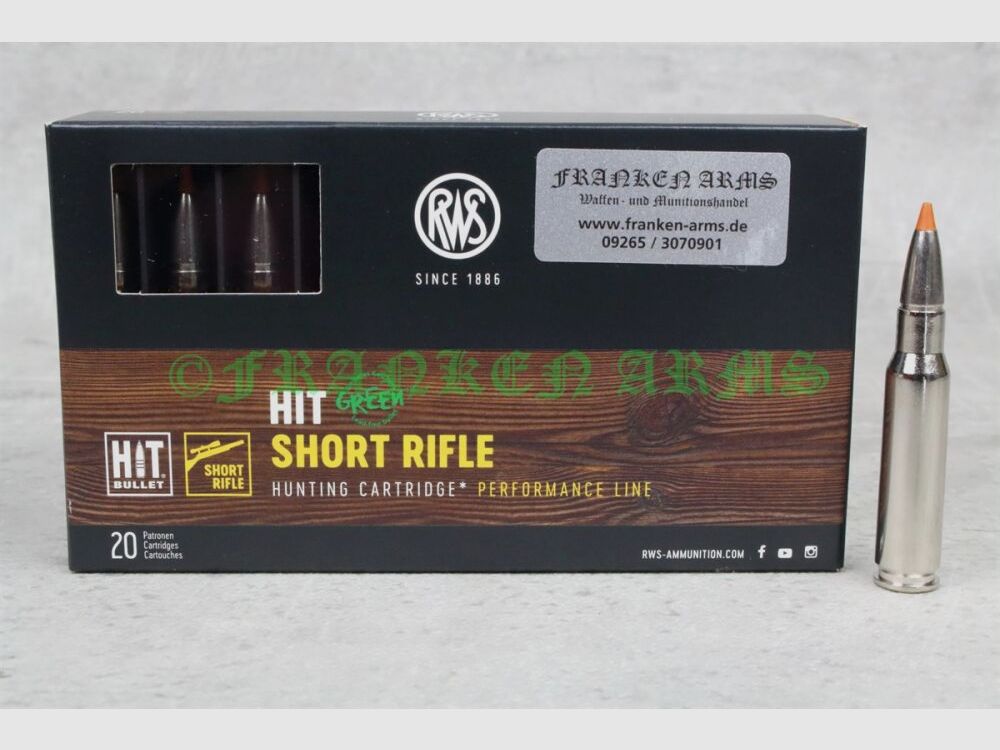 RWS
SINCE 1886
FRANKEN ARMS
Waffen- und Munitionshandel
www.franken-arms.de
09265 / 3070901
©FRANKEN ARMS
HIT
GREEN
SHORT RIFLE
HUNTING CARTRIDGE* PERFORMANCE LINE
HIT
BULLET
SHORT
RIFLE
20
Patronen
Cartridges
Cartouches
RWS-AMMUNITION.COM